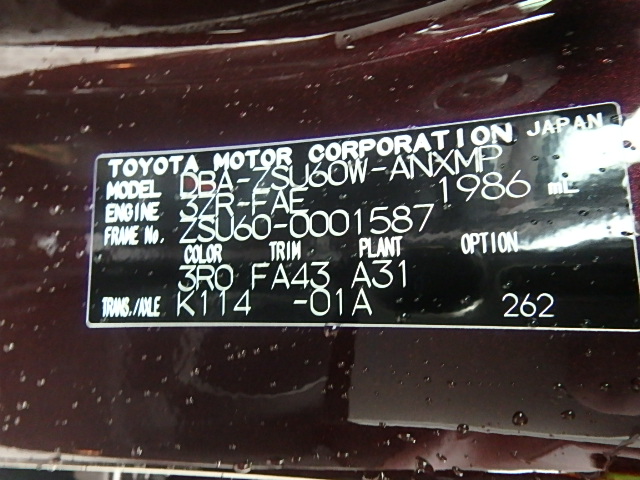 TOYOTA MOTOR CORPORATION JAPAN
MODEL DBA-ZSU60W-ANXMP
ENGINE 3ZR-FAE 1986 mL
FRAME No. ZSU60-0001587
COLOR TRIM PLANT OPTION
3R0 FA43 A31
TRANS./AXLE K114 -01A 262